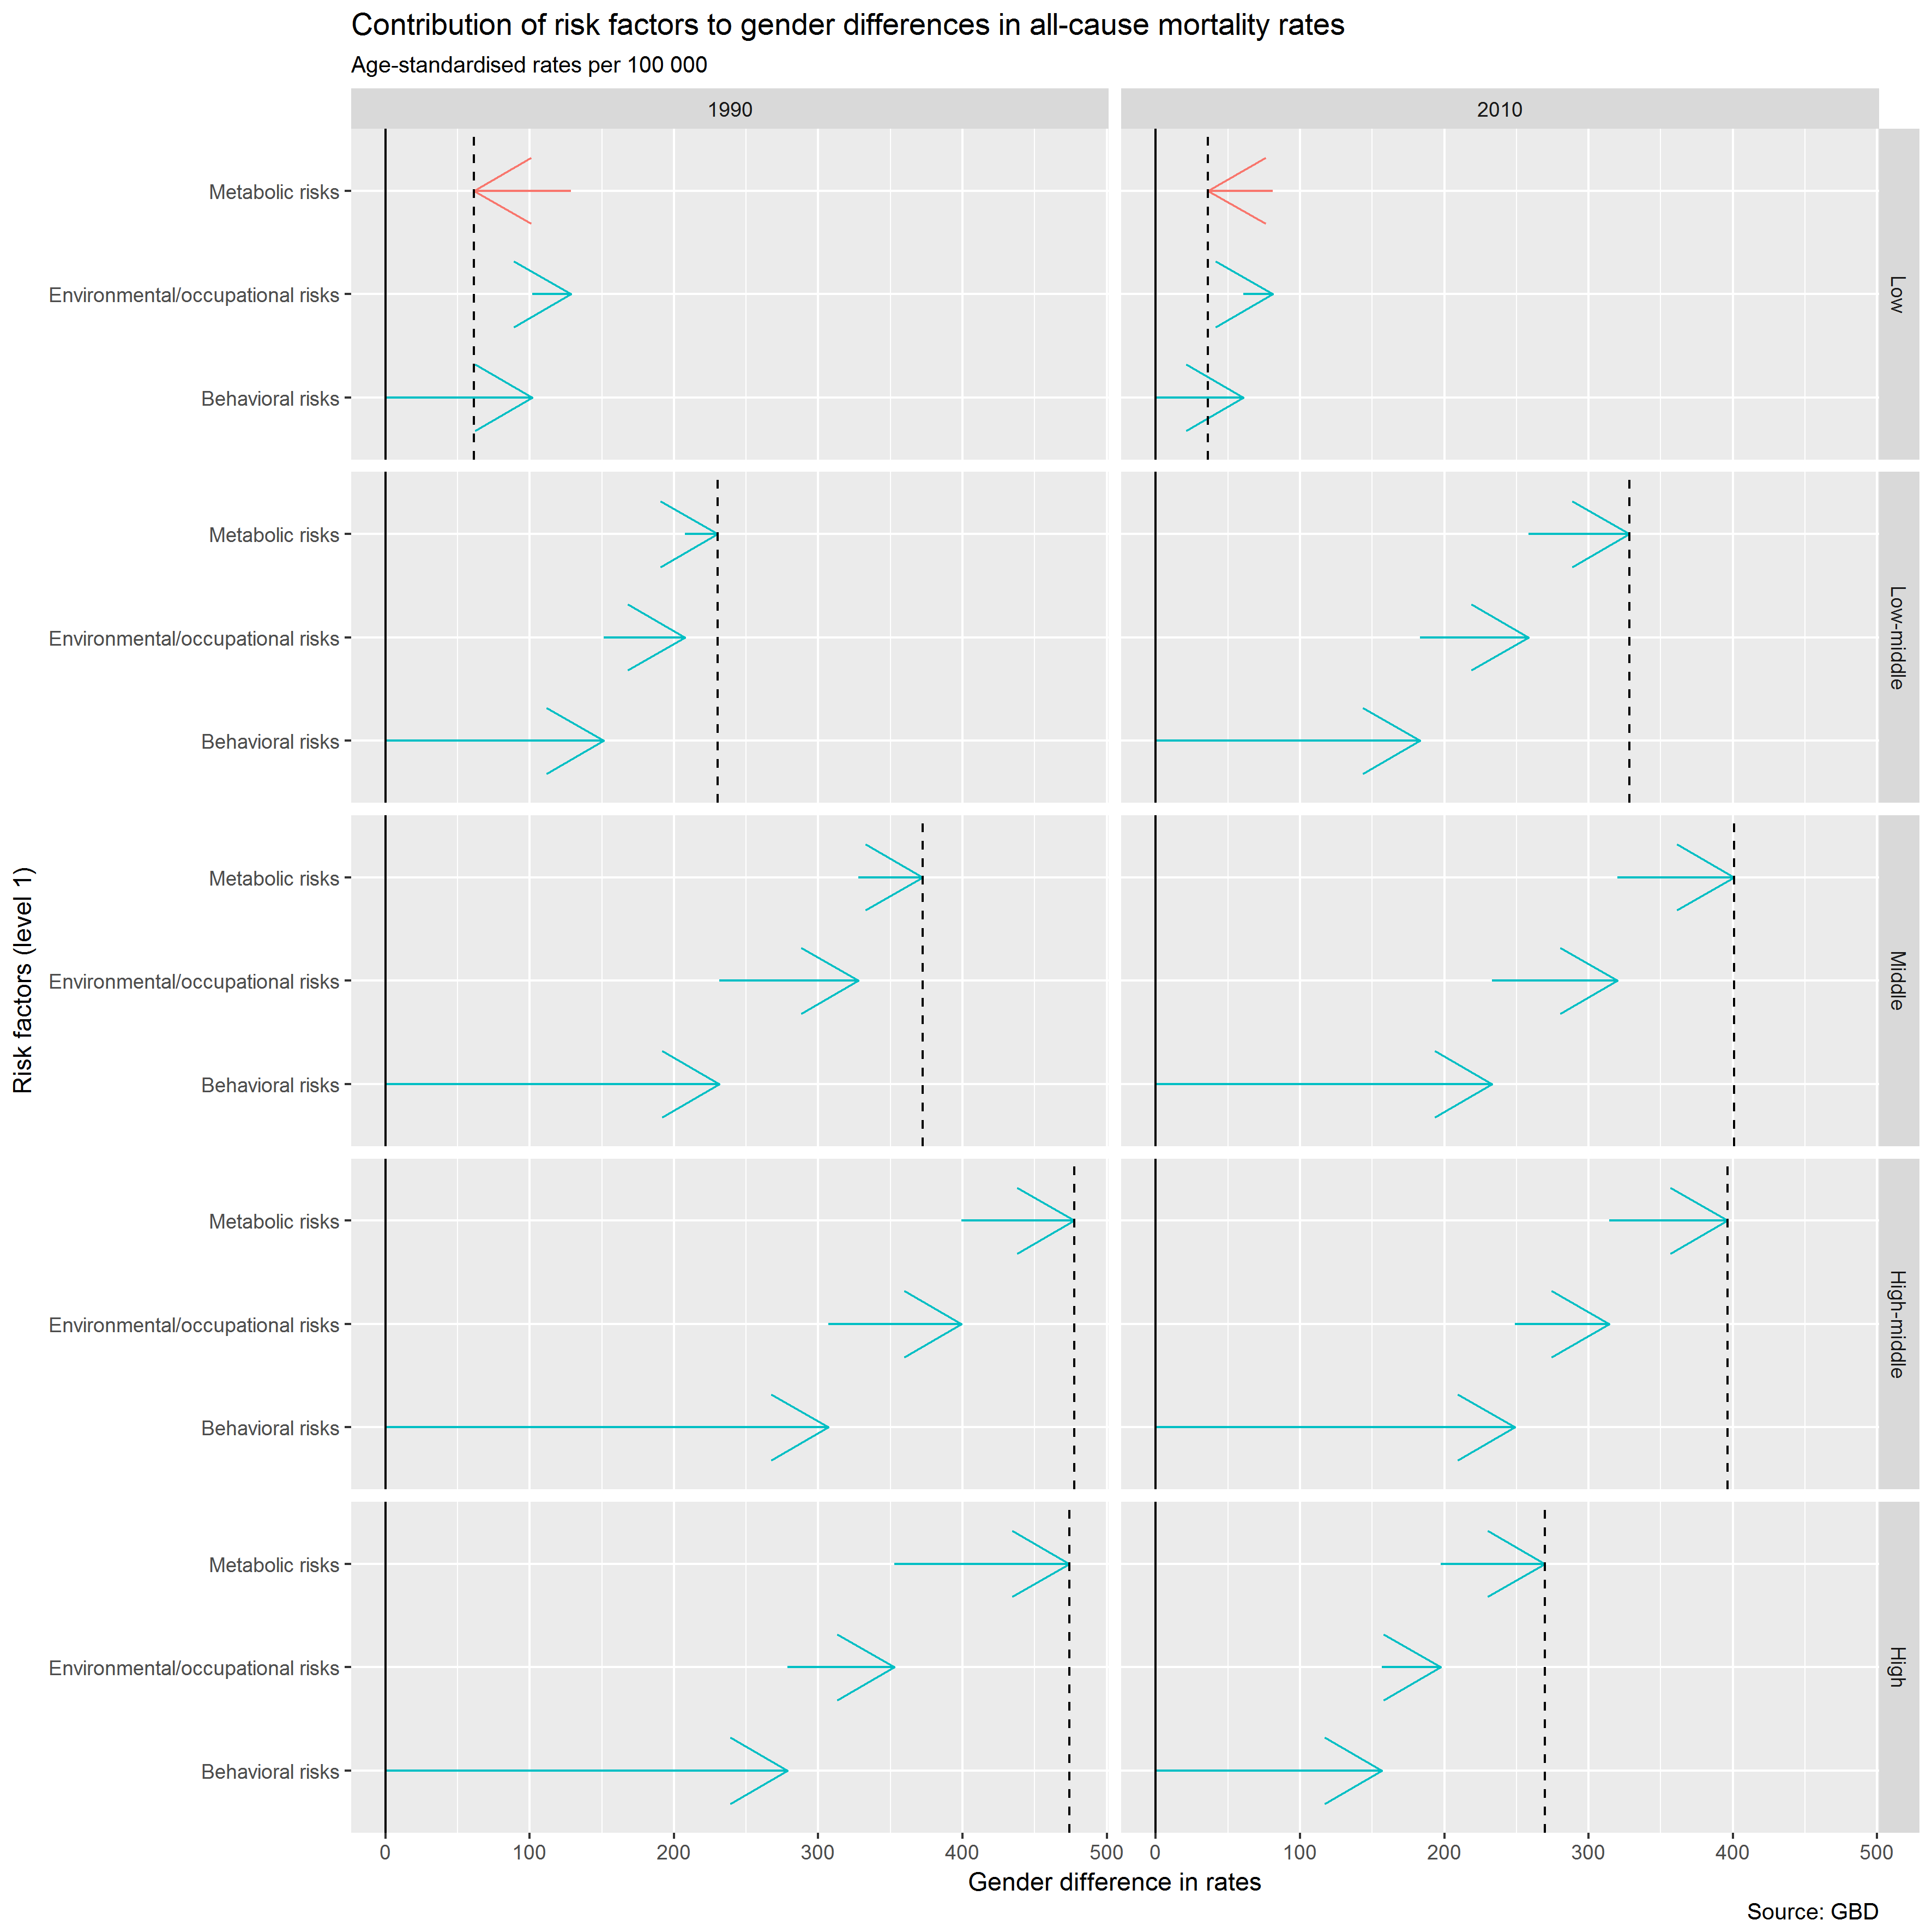 Contribution of risk factors to gender differences in all-cause mortality rates
Age-standardised rates per 100 000
1990
2010
Metabolic risks
Environmental/occupational risks
Behavioral risks
Low
Metabolic risks
Environmental/occupational risks
Behavioral risks
Low-middle
Metabolic risks
Environmental/occupational risks
Behavioral risks
Middle
Metabolic risks
Environmental/occupational risks
Behavioral risks
High-middle
Metabolic risks
Environmental/occupational risks
Behavioral risks
High
Risk factors (level 1)
0 100 200 300 400 500
0 100 200 300 400 500
Gender difference in rates
Source: GBD